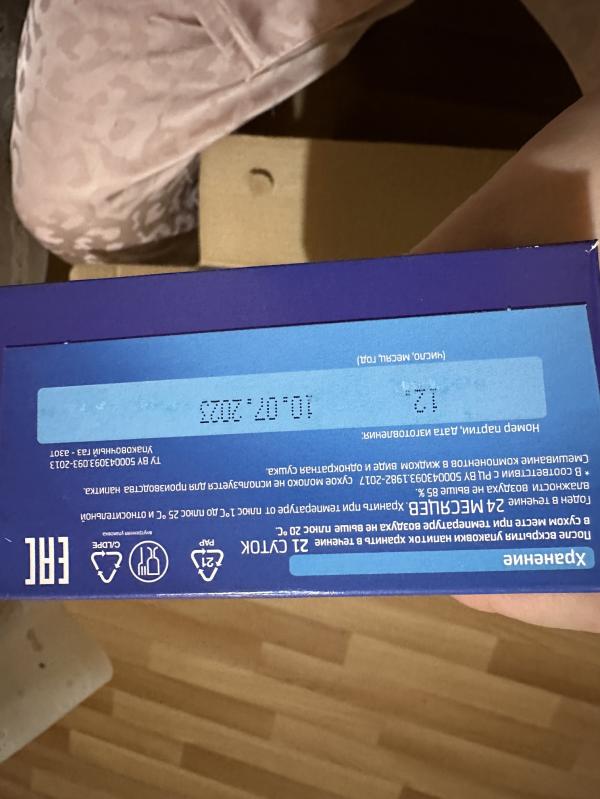 Хранение
После вскрытия упаковки напиток хранить в течение 21 СУТОК
в сухом месте при температуре воздуха не выше плюс 20 °C
Годен в течение 24 МЕСЯЦЕВ. Хранить при температуре от плюс 1°C до плюс 25 °C и относительной
влажности воздуха не выше 85 %.
* В соответствии с РЦ BY 500043093.1982-2017 Сухое молоко не используется для производства напитка.
Смешивание компонентов в жидком виде и однократная сушка.
21
PAP
C/LDPE
внутренняя упаковка
EAC
ТУ BY 500043093.093-2013
Упаковочный газ - азот
Номер партии, дата изготовления:
12. 10.07.2023
(число, месяц, год)